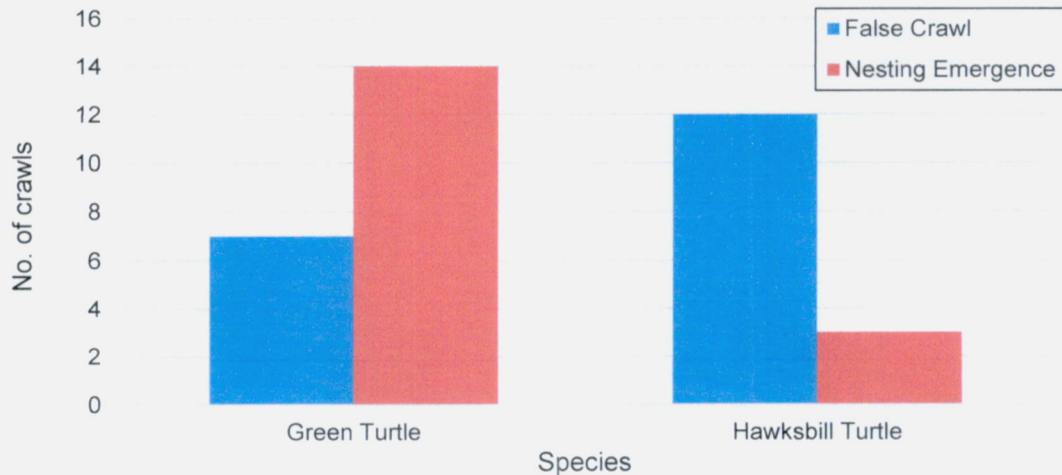 False Crawl
Nesting Emergence
No. of crawls
16
14
12
10
8
6
4
2
0
Green Turtle
Hawksbill Turtle
Species